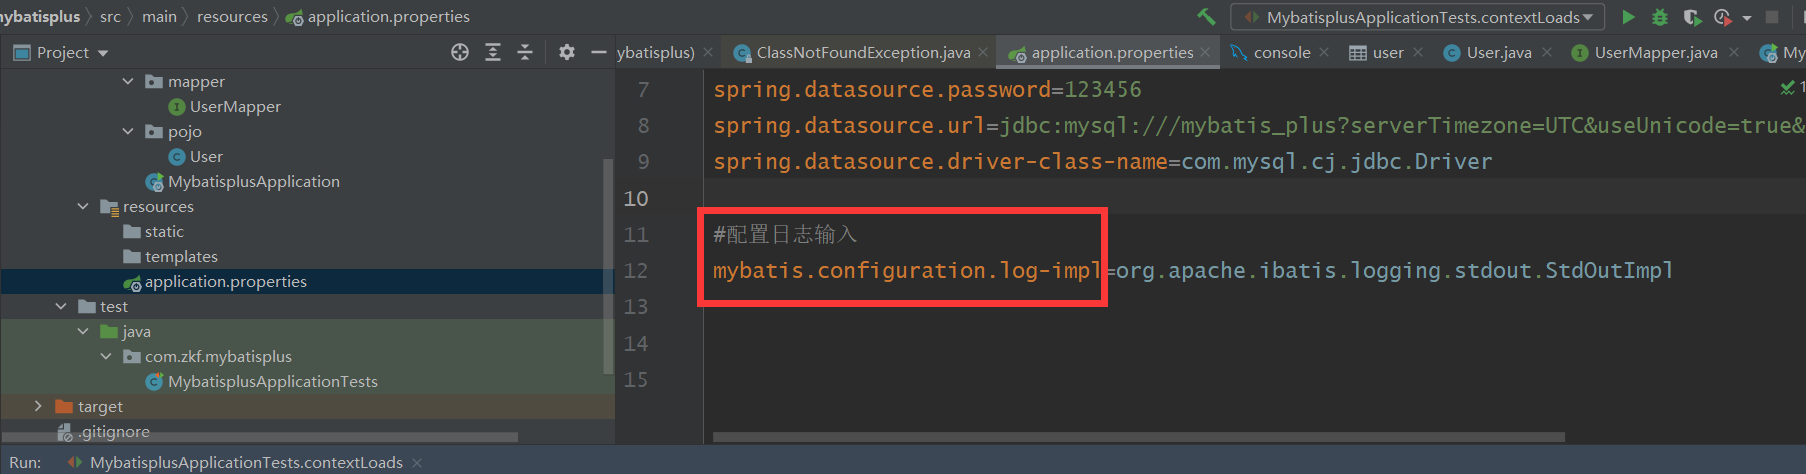 mybatisplus src main resources application.properties MybatisplusApplicationTests.contextLoads
Project ybatisplus) ClassNotFoundException.java application.properties console user User.java UserMapper.java My
mapper
UserMapper
pojo
User
MybatisplusApplication
resources
static
templates
application.properties
test
java
com.zkf.mybatisplus
MybatisplusApplicationTests
target
.gitignore
7 spring.datasource.password=123456
8 spring.datasource.url=jdbc:mysql:///mybatis_plus?serverTimezone=UTC&useUnicode=true&
9 spring.datasource.driver-class-name=com.mysql.cj.jdbc.Driver
10
11 #配置日志输入
12 mybatis.configuration.log-impl=org.apache.ibatis.logging.stdout.StdOutImpl
13
14
15
1
Run: MybatisplusApplicationTests.contextLoads